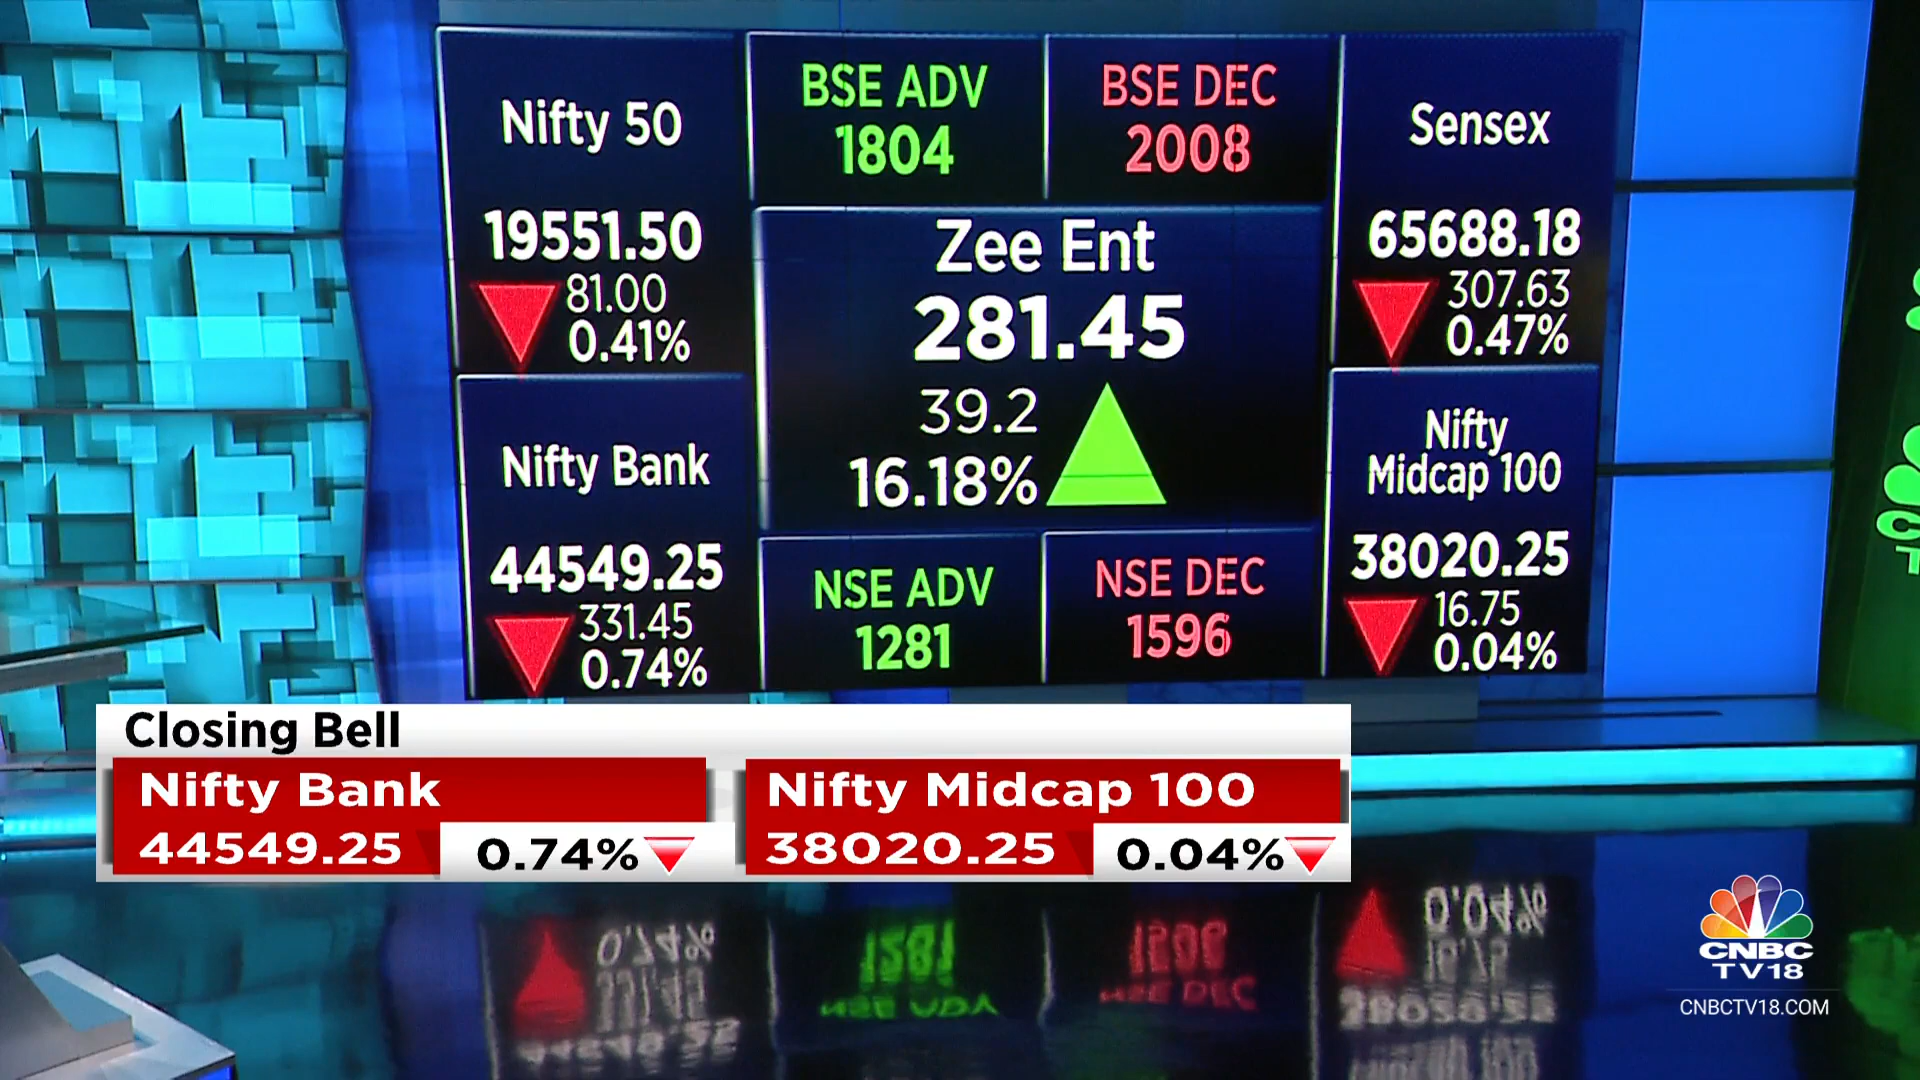 Nifty 50
19551.50
81.00
0.41%
BSE ADV
1804
BSE DEC
2008
Sensex
65688.18
307.63
0.47%
Zee Ent
281.45
39.2
16.18%
Nifty Bank
44549.25
331.45
0.74%
NSE ADV
1281
NSE DEC
1596
Nifty
Midcap 100
38020.25
16.75
0.04%
Closing Bell
Nifty Bank
44549.25
0.74%
Nifty Midcap 100
38020.25
0.04%
CNBC
TV18
CNBCTV18.COM